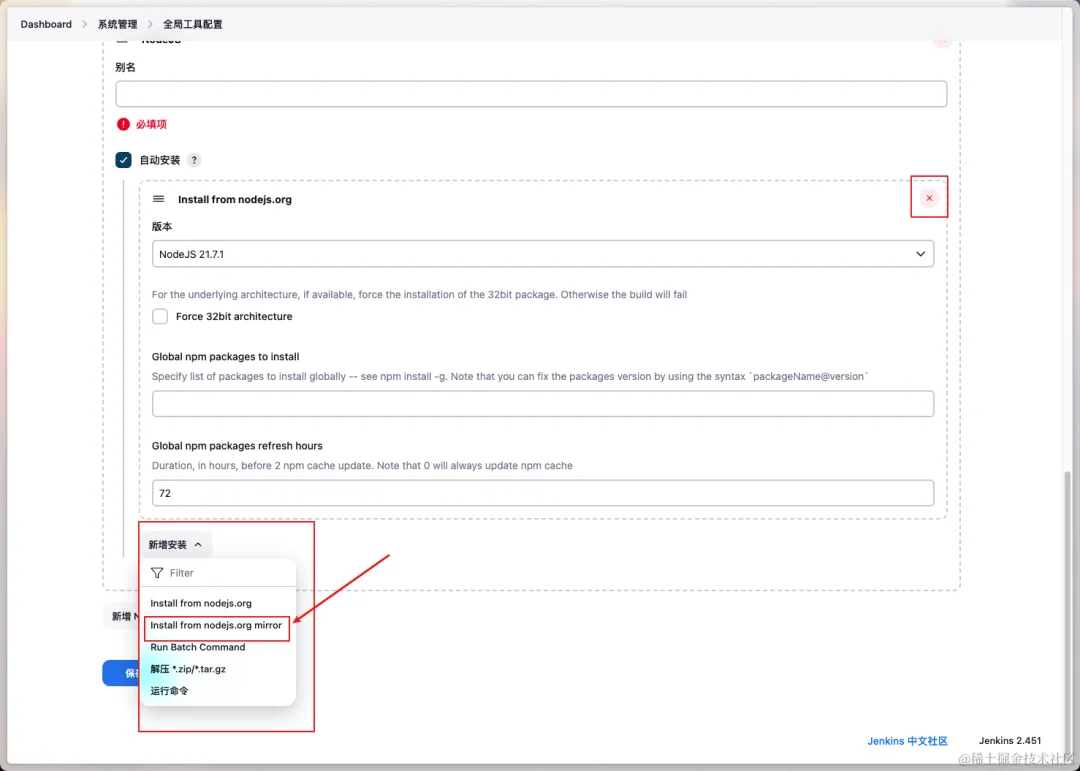 Dashboard > 系统管理 > 全局工具配置
NodeJS
别名
必填项
自动安装 ?
Install from nodejs.org
版本
NodeJS 21.7.1
For the underlying architecture, if available, force the installation of the 32bit package. Otherwise the build will fail
Force 32bit architecture
Global npm packages to install
Specify list of packages to install globally -- see npm install -g. Note that you can fix the packages version by using the syntax `packageName@version`
Global npm packages refresh hours
Duration, in hours, before 2 npm cache update. Note that 0 will always update npm cache
72
新增安装
Filter
Install from nodejs.org
新增 N
Install from nodejs.org mirror
Run Batch Command
解压 *.zip/*.tar.gz
运行命令
Jenkins 中文社区
Jenkins 2.451
@稀土掘金技术社区